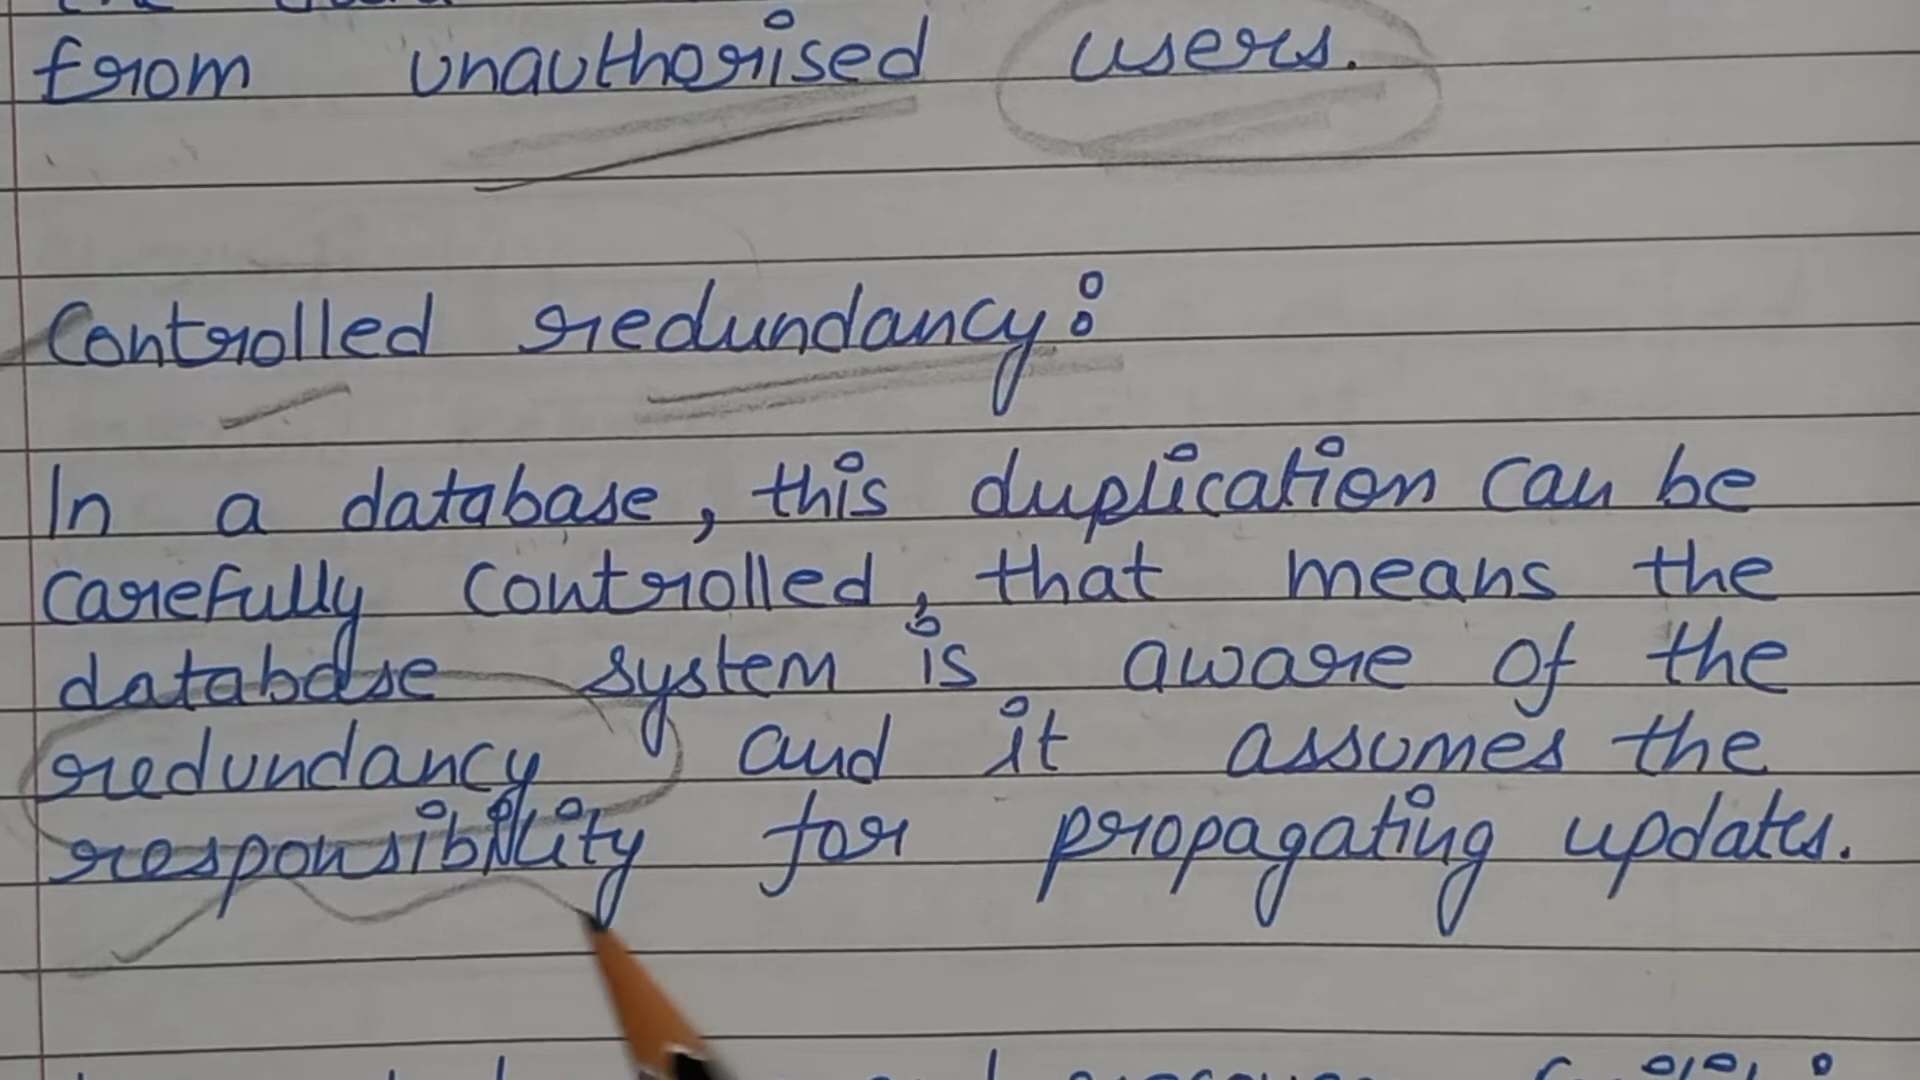 from unauthorised users.
Controlled redundancy:
In a database, this duplication can be
carefully controlled, that means the
database system is aware of the
redundancy and it assumes the
responsibility for propagating updates.